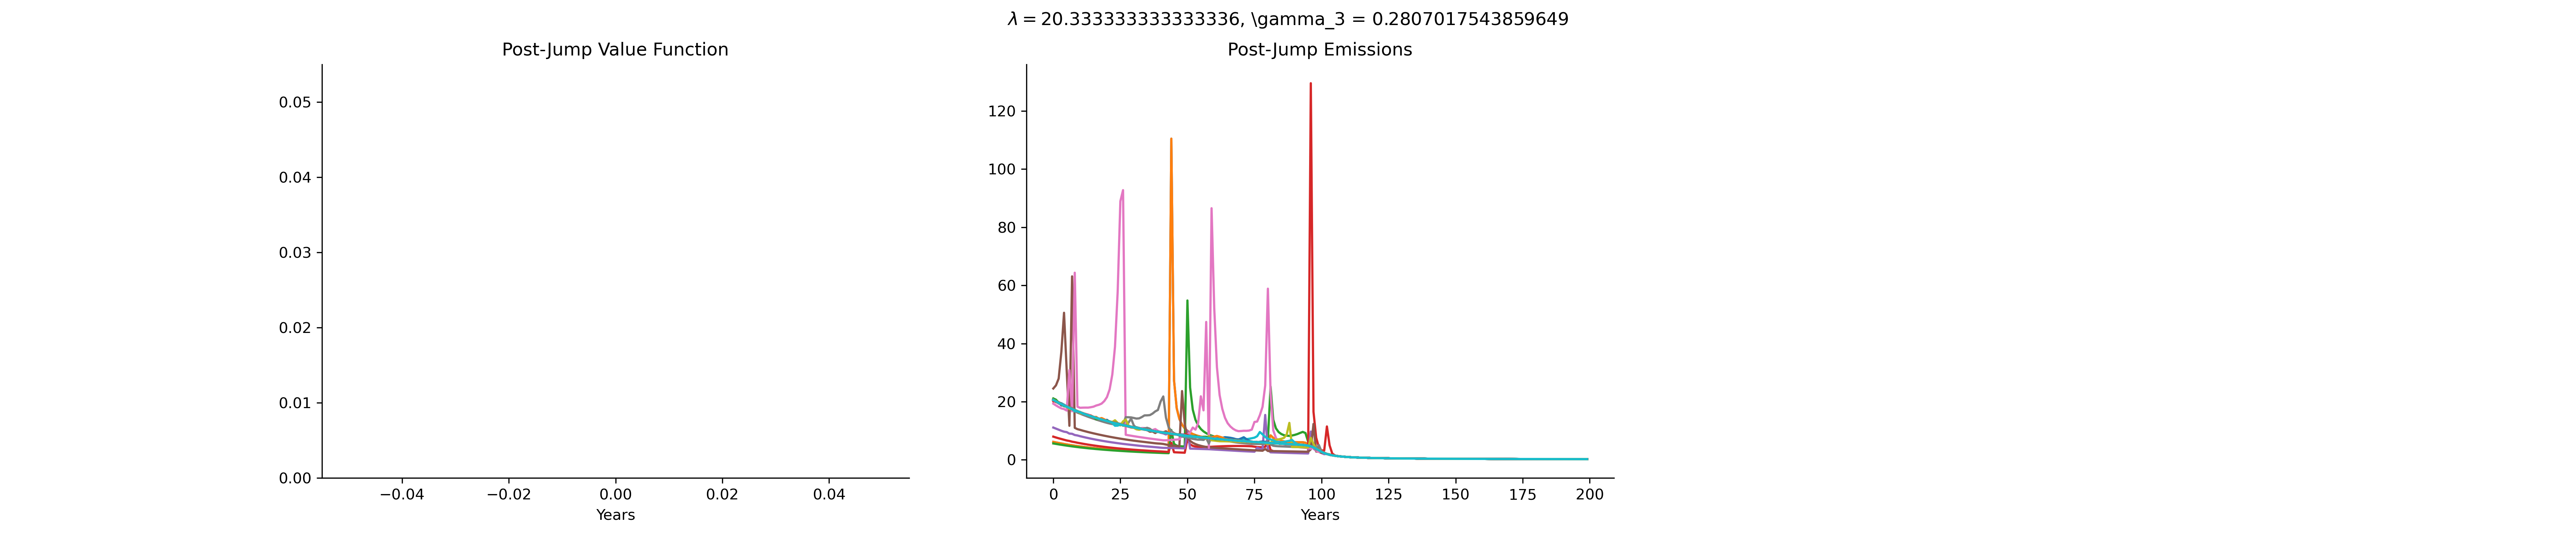 λ = 20.333333333333336, \gamma_3 = 0.2807017543859649
Post-Jump Value Function
0.05
0.04
0.03
0.02
0.01
0.00
−0.04 −0.02 0.00 0.02 0.04
Years
Post-Jump Emissions
120
100
80
60
40
20
0
0 25 50 75 100 125 150 175 200
Years